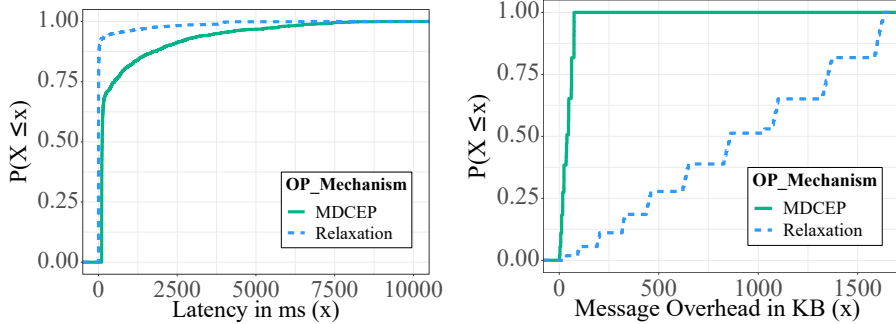 P(X ≤x)
1.00
0.75
0.50
0.25
0.00
OP_Mechanism
MDCEP
Relaxation
0 2500 5000 7500 10000
Latency in ms (x)
P(X ≤x)
1.00
0.75
0.50
0.25
0.00
OP_Mechanism
MDCEP
Relaxation
0 500 1000 1500
Message Overhead in KB (x)